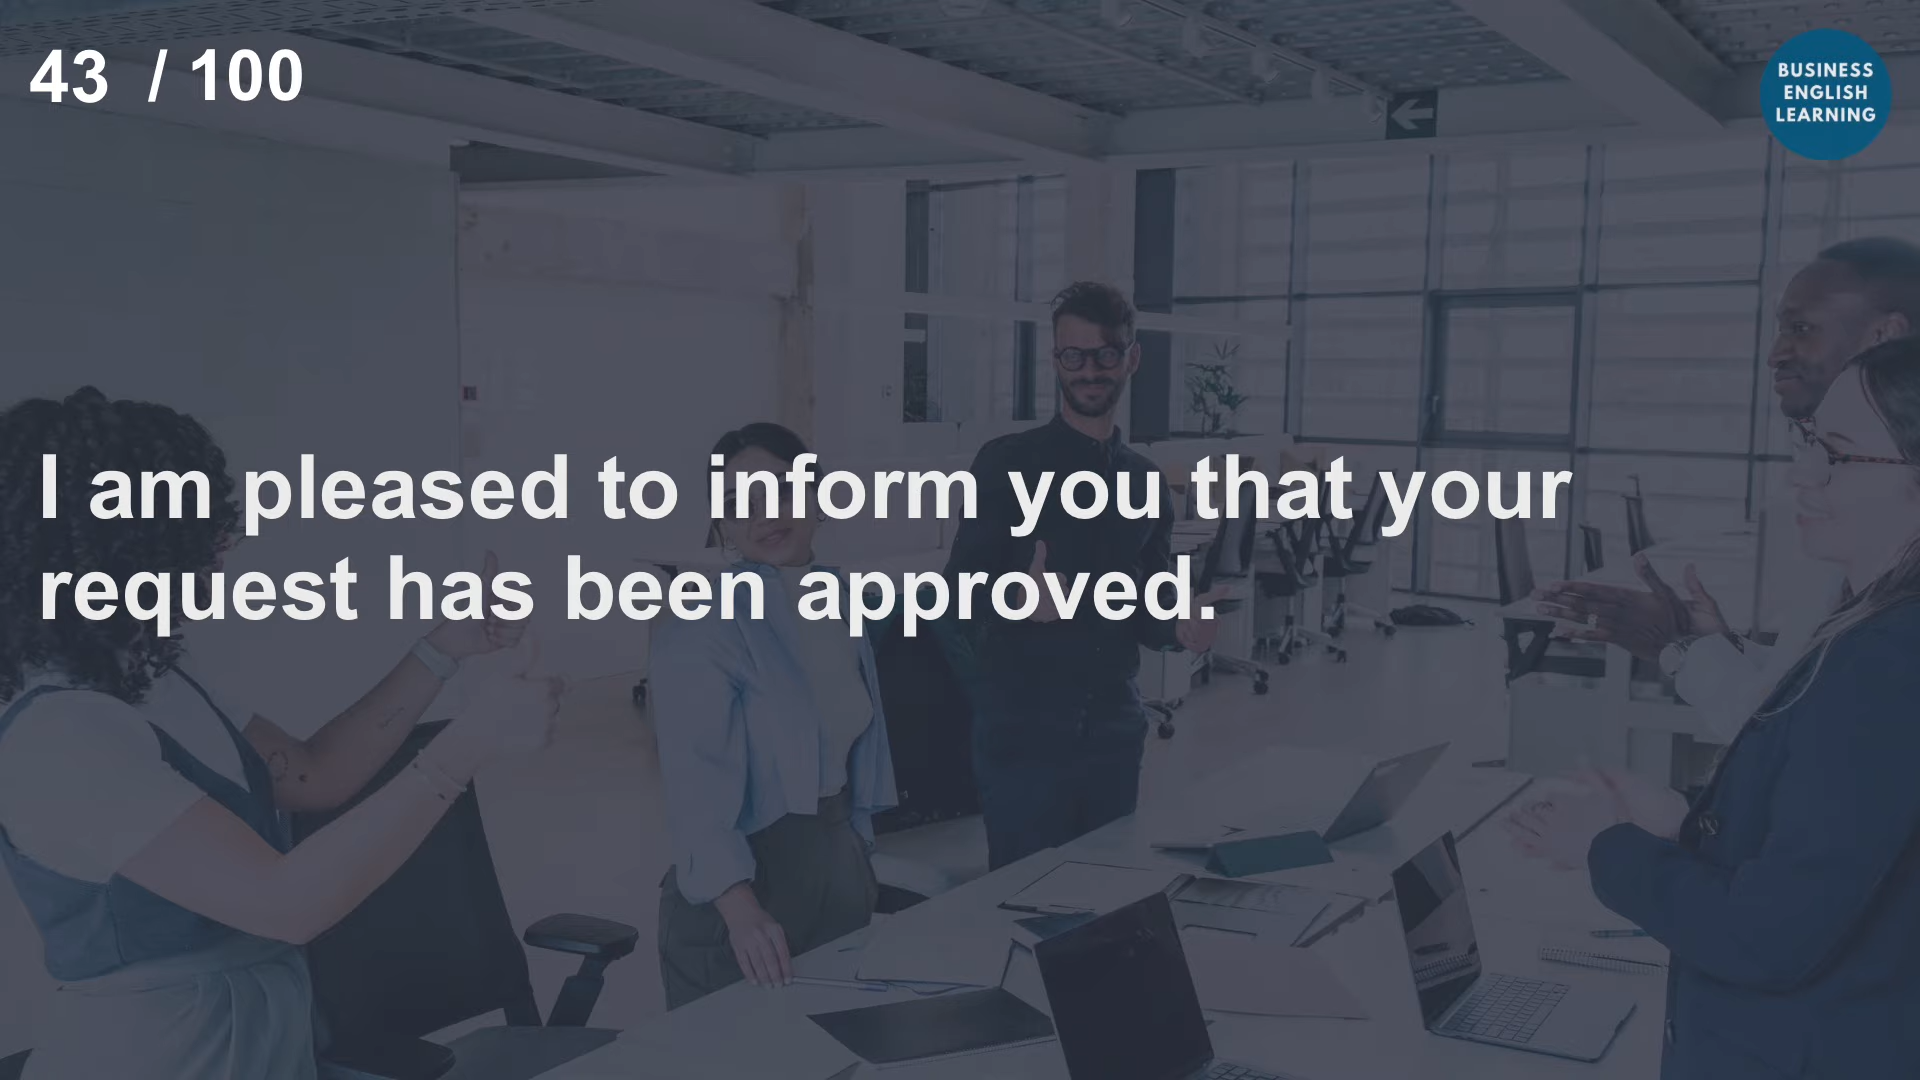 43 / 100
BUSINESS
ENGLISH
LEARNING
I am pleased to inform you that your
request has been approved.